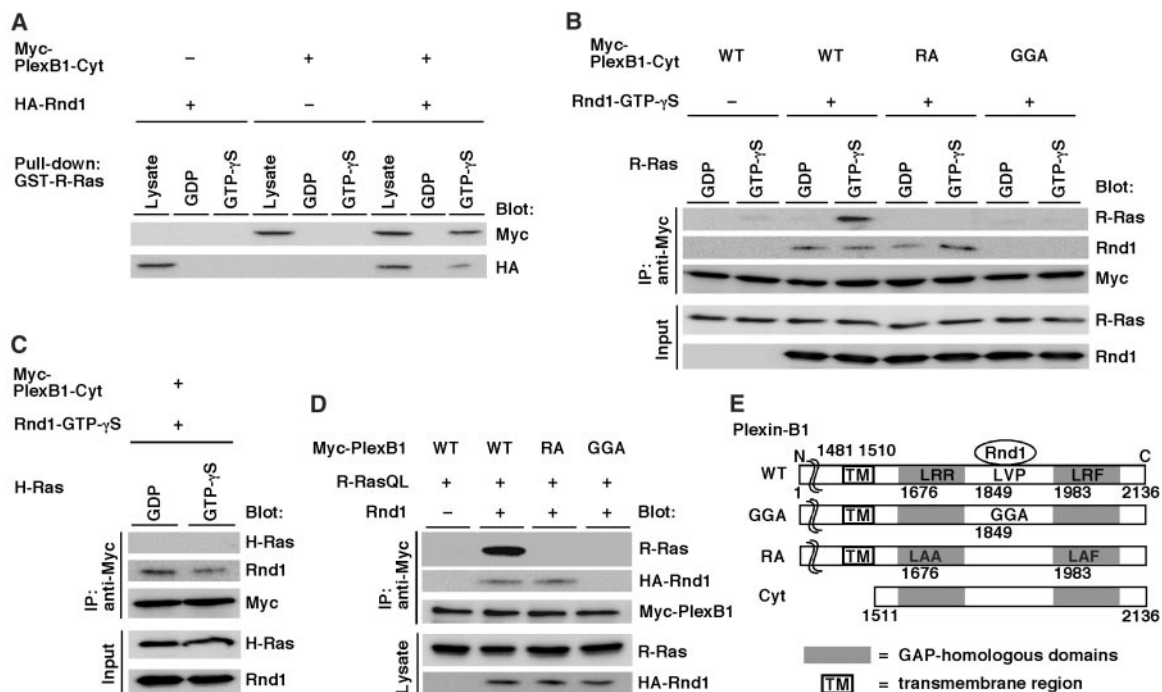 A
Myc-
PlexB1-Cyt – + +
HA-Rnd1 + – +
Pull-down:
GST-R-Ras
Lysate GDP GTP-γS Lysate GDP GTP-γS Lysate GDP GTP-γS
Blot:
Myc
HA
B
Myc-
PlexB1-Cyt WT WT RA GGA
Rnd1-GTP-γS – + + +
R-Ras
GDP GTP-γS GDP GTP-γS GDP GTP-γS GDP GTP-γS
Blot:
IP:
anti-Myc
R-Ras
Rnd1
Myc
Input
R-Ras
Rnd1
C
Myc-
PlexB1-Cyt +
Rnd1-GTP-γS +
H-Ras
GDP GTP-γS
Blot:
IP:
anti-Myc
H-Ras
Rnd1
Myc
Input
H-Ras
Rnd1
D
Myc-PlexB1 WT WT RA GGA
R-RasQL + + + +
Rnd1 – + + +
Blot:
IP:
anti-Myc
R-Ras
HA-Rnd1
Myc-PlexB1
Lysate
R-Ras
HA-Rnd1
E
Plexin-B1
N 1481 1510 Rnd1 C
WT TM LRR LVP LRF
1 1676 1849 1983 2136
GGA TM GGA
1849
RA TM LAA LAF
1676 1983
Cyt
1511 2136
= GAP-homologous domains
TM = transmembrane region